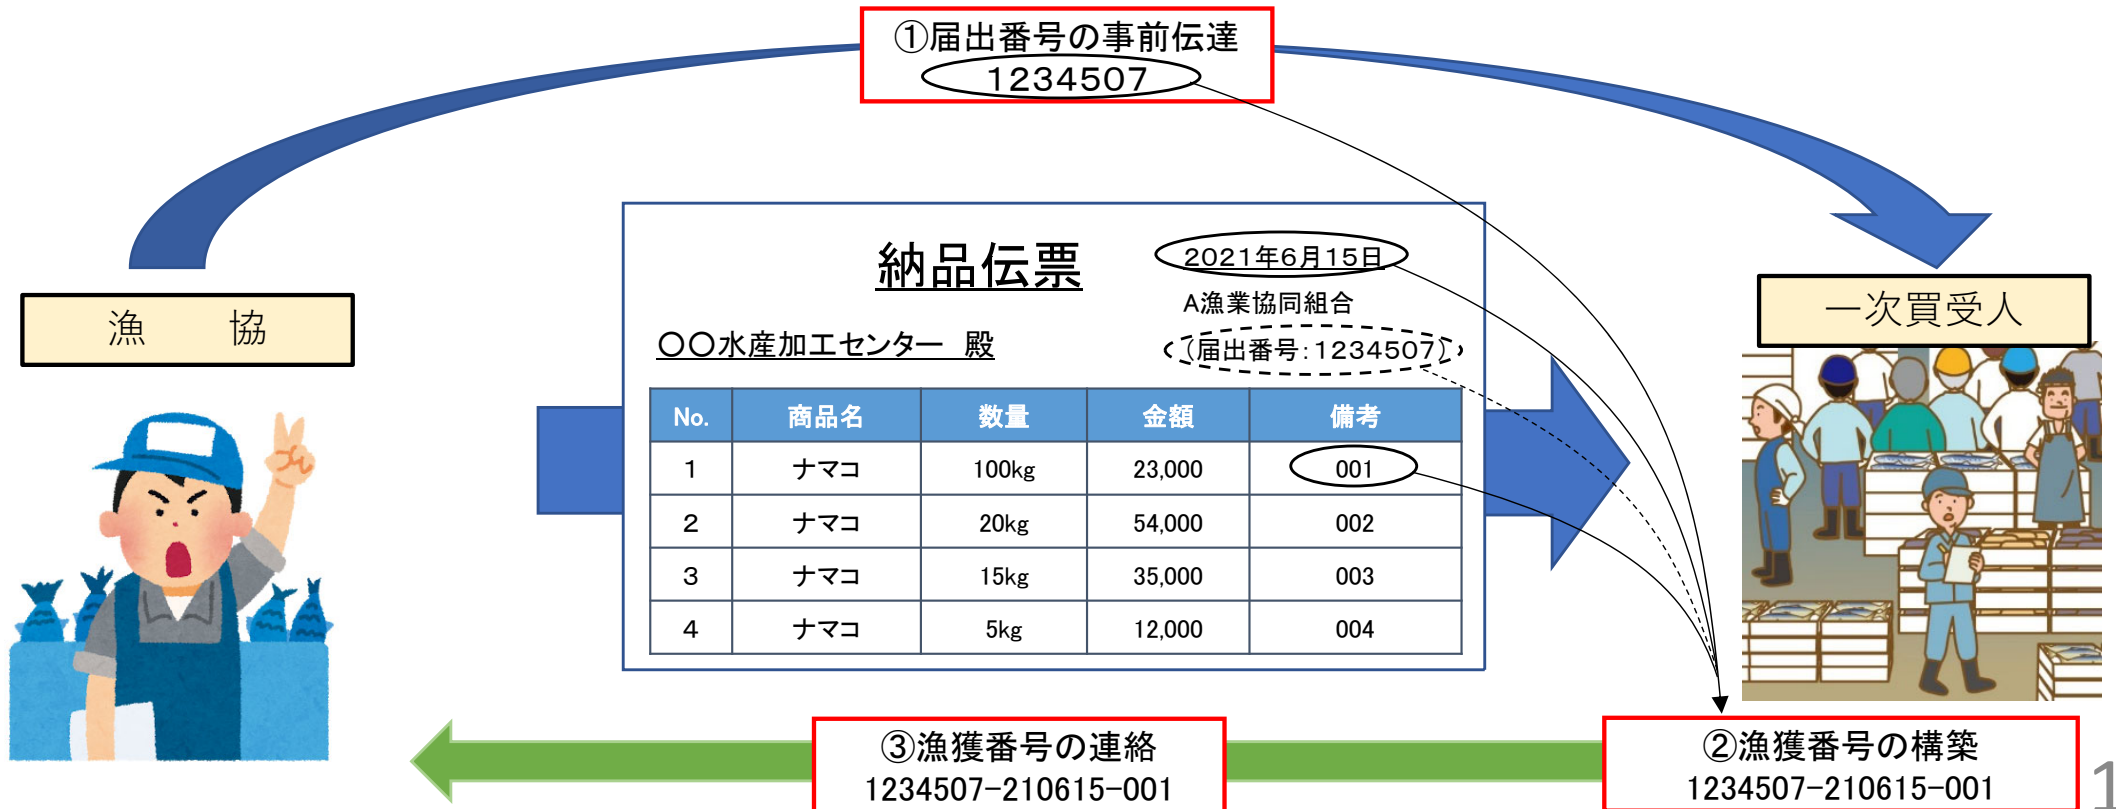 ①届出番号の事前伝達
1234507
漁　　協
納品伝票
2021年6月15日
A漁業協同組合
〇〇水産加工センター　殿
(届出番号：1234507)
No. 商品名 数量 金額 備考
1 ナマコ 100kg 23,000 001
2 ナマコ 20kg 54,000 002
3 ナマコ 15kg 35,000 003
4 ナマコ 5kg 12,000 004
一次買受人
③漁獲番号の連絡
1234507-210615-001
②漁獲番号の構築
1234507-210615-001
1